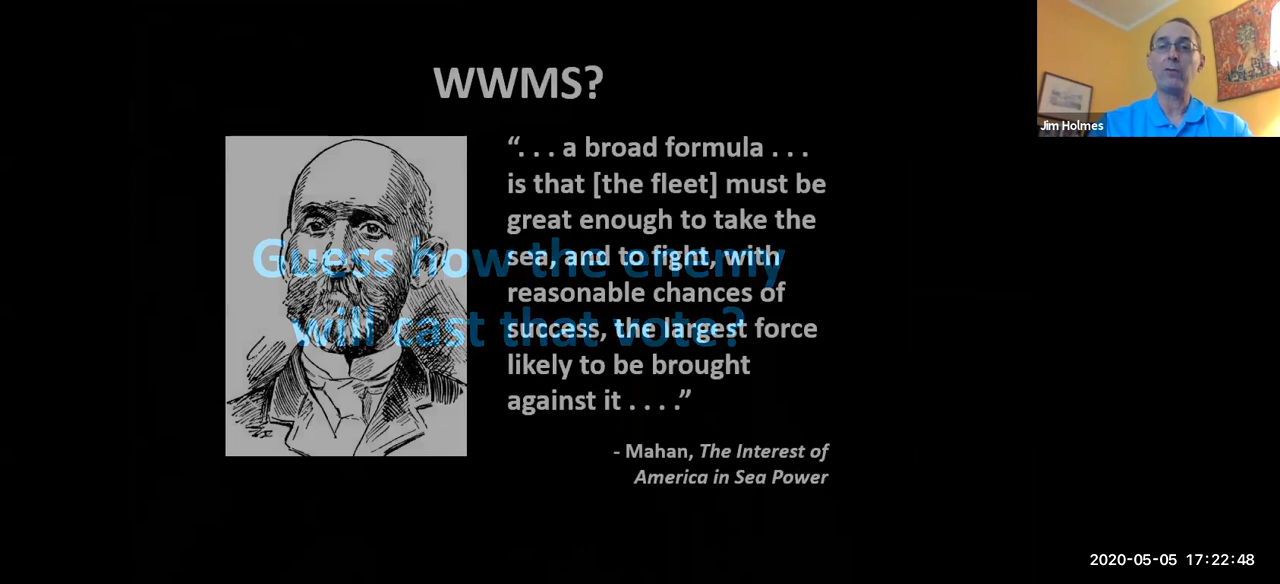 WWMS?
“. . . a broad formula . . .
is that [the fleet] must be
great enough to take the
sea, and to fight, with
reasonable chances of
success, the largest force
likely to be brought
against it . . . .”
- Mahan, The Interest of
America in Sea Power
Guess how the enemy
will cast that vote?
Jim Holmes
2020-05-05 17:22:48